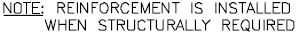 NOTE: REINFORCEMENT IS INSTALLED
WHEN STRUCTURALLY REQUIRED